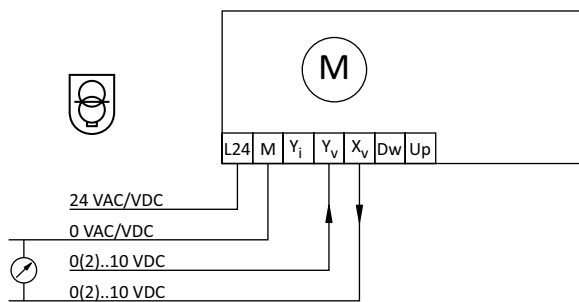 M
L24 M Yi Yv Xv Dw Up
24 VAC/VDC
0 VAC/VDC
0(2)..10 VDC
0(2)..10 VDC